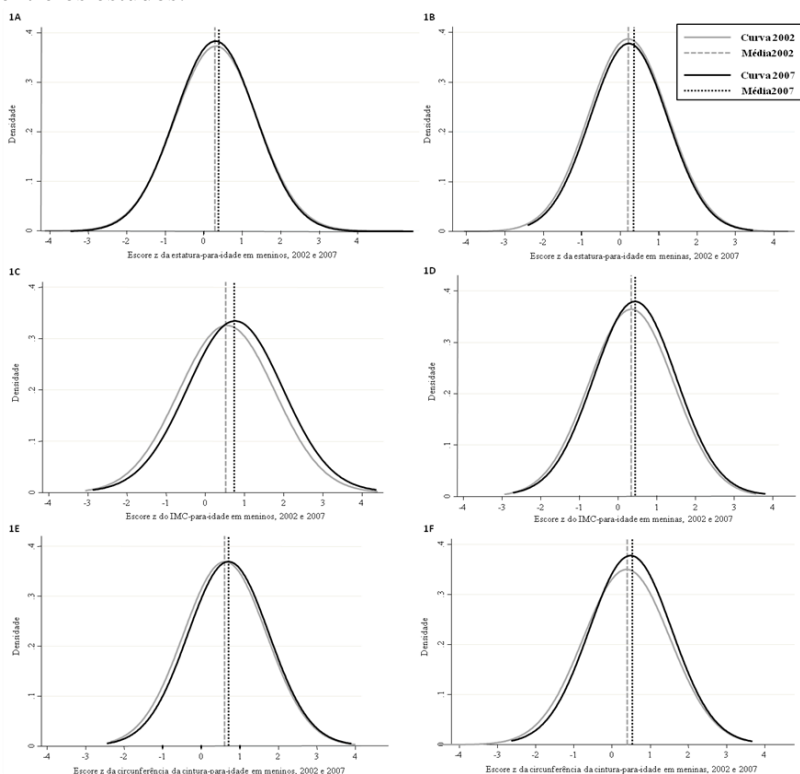 1A
.4
.3
.2
.1
0
Densidade
-4 -3 -2 -1 0 1 2 3 4
Escore z da estatura-para-idade em meninos, 2002 e 2007
1B
.4
.3
.2
.1
0
Densidade
-4 -3 -2 -1 0 1 2 3 4
Escore z da estatura-para-idade em meninas, 2002 e 2007
Curva 2002
Média2002
Curva 2007
Média2007
1C
.4
.3
.2
.1
0
Densidade
-4 -3 -2 -1 0 1 2 3 4
Escore z do IMC-para-idade em meninos, 2002 e 2007
1D
.4
.3
.2
.1
0
Densidade
-4 -3 -2 -1 0 1 2 3 4
Escore z do IMC-para-idade em meninas, 2002 e 2007
1E
.4
.3
.2
.1
0
Densidade
-4 -3 -2 -1 0 1 2 3 4
Escore z da circunferência da cintura-para-idade em meninos, 2002 e 2007
1F
.4
.3
.2
.1
0
Densidade
-4 -3 -2 -1 0 1 2 3 4
Escore z da circunferência da cintura-para-idade em meninas, 2002 e 2007